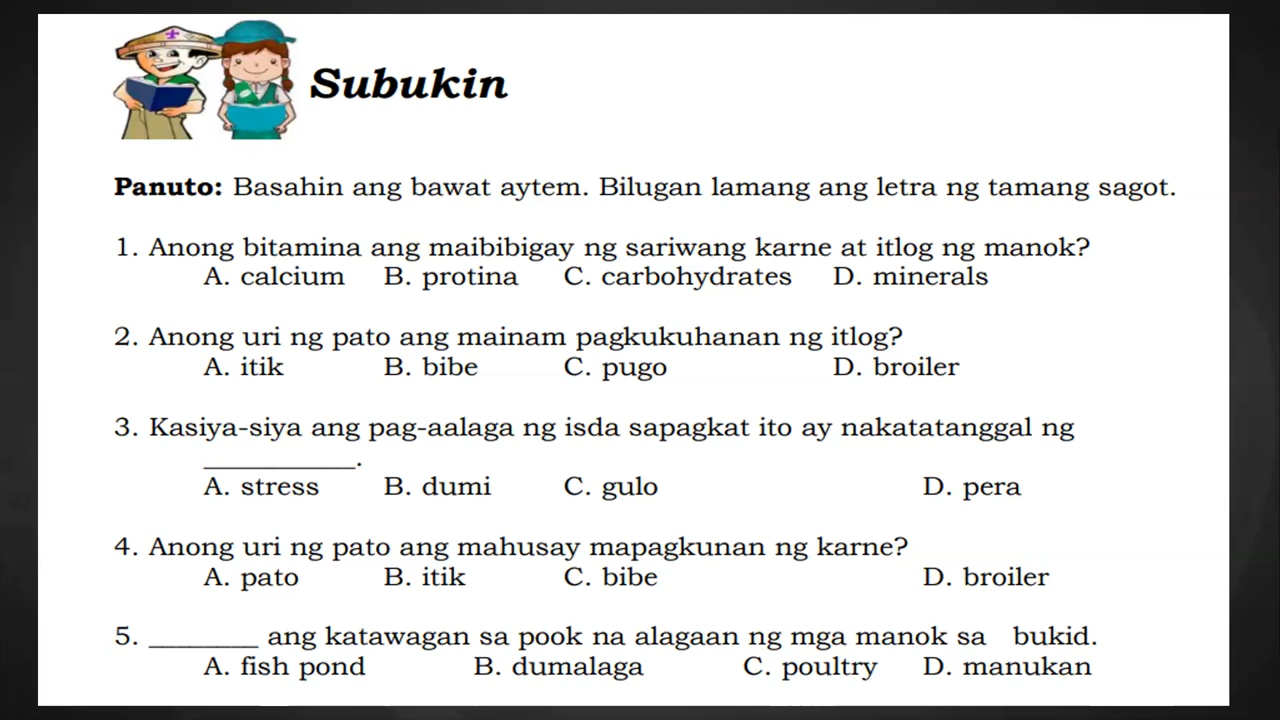 Subukin
Panuto: Basahin ang bawat aytem. Bilugan lamang ang letra ng tamang sagot.
1. Anong bitamina ang maibibigay ng sariwang karne at itlog ng manok?
A. calcium B. protina C. carbohydrates D. minerals
2. Anong uri ng pato ang mainam pagkukuhanan ng itlog?
A. itik B. bibe C. pugo D. broiler
3. Kasiya-siya ang pag-aalaga ng isda sapagkat ito ay nakatatanggal ng
___________.
A. stress B. dumi C. gulo D. pera
4. Anong uri ng pato ang mahusay mapagkunan ng karne?
A. pato B. itik C. bibe D. broiler
5. ________ ang katawagan sa pook na alagaan ng mga manok sa bukid.
A. fish pond B. dumalaga C. poultry D. manukan